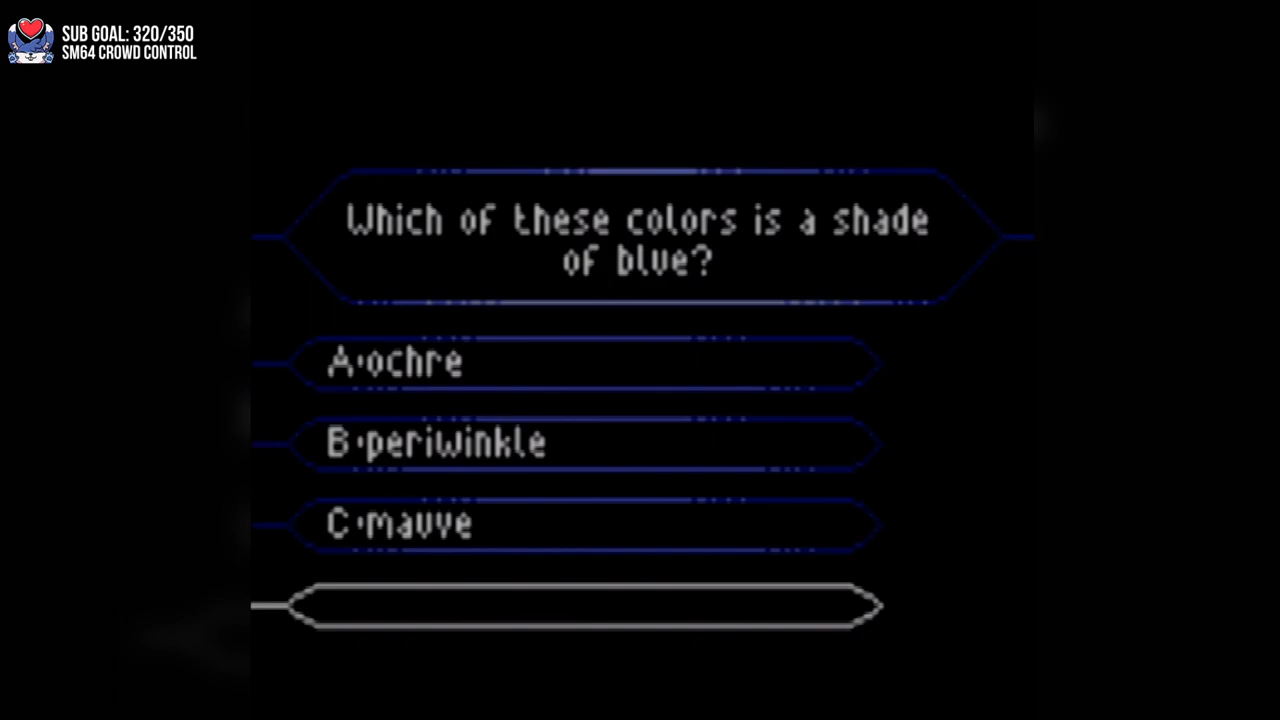 SUB GOAL: 320/350
SM64 CROWD CONTROL
Which of these colors is a shade
of blue?
A·ochre
B·periwinkle
C·mauve